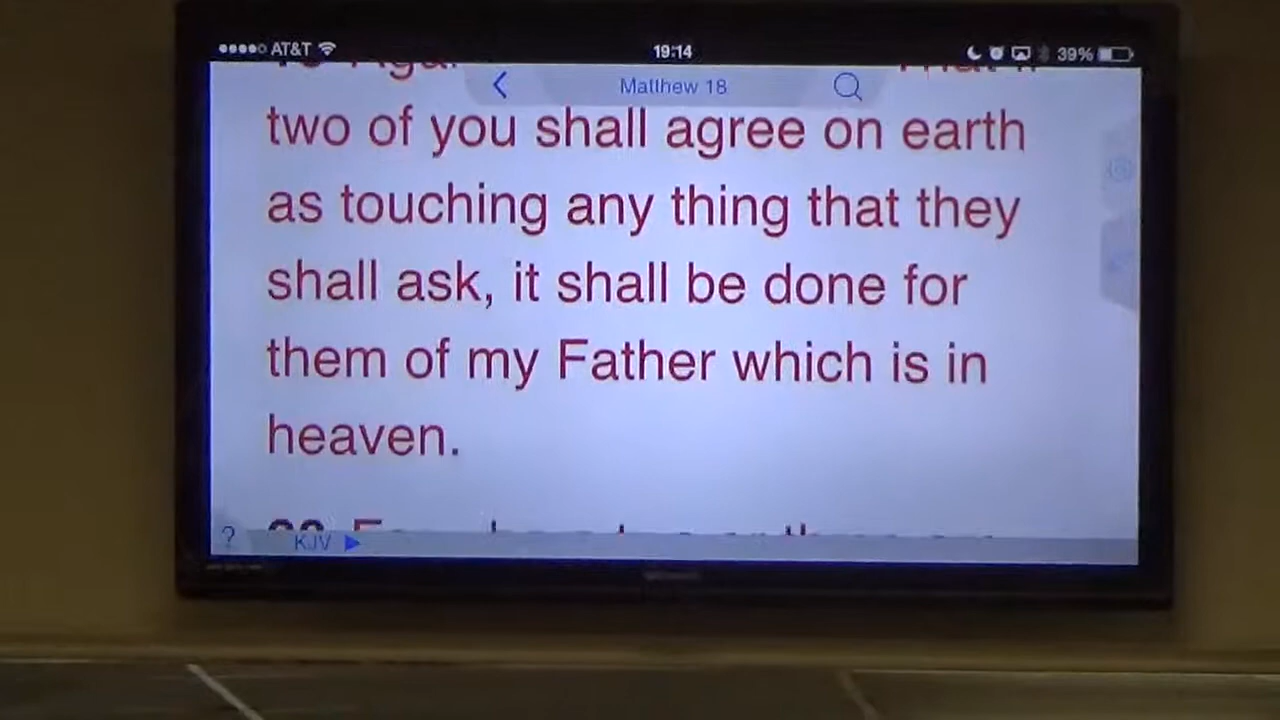 AT&T 19:14 39%
Matthew 18
two of you shall agree on earth
as touching any thing that they
shall ask, it shall be done for
them of my Father which is in
heaven.
? KJV